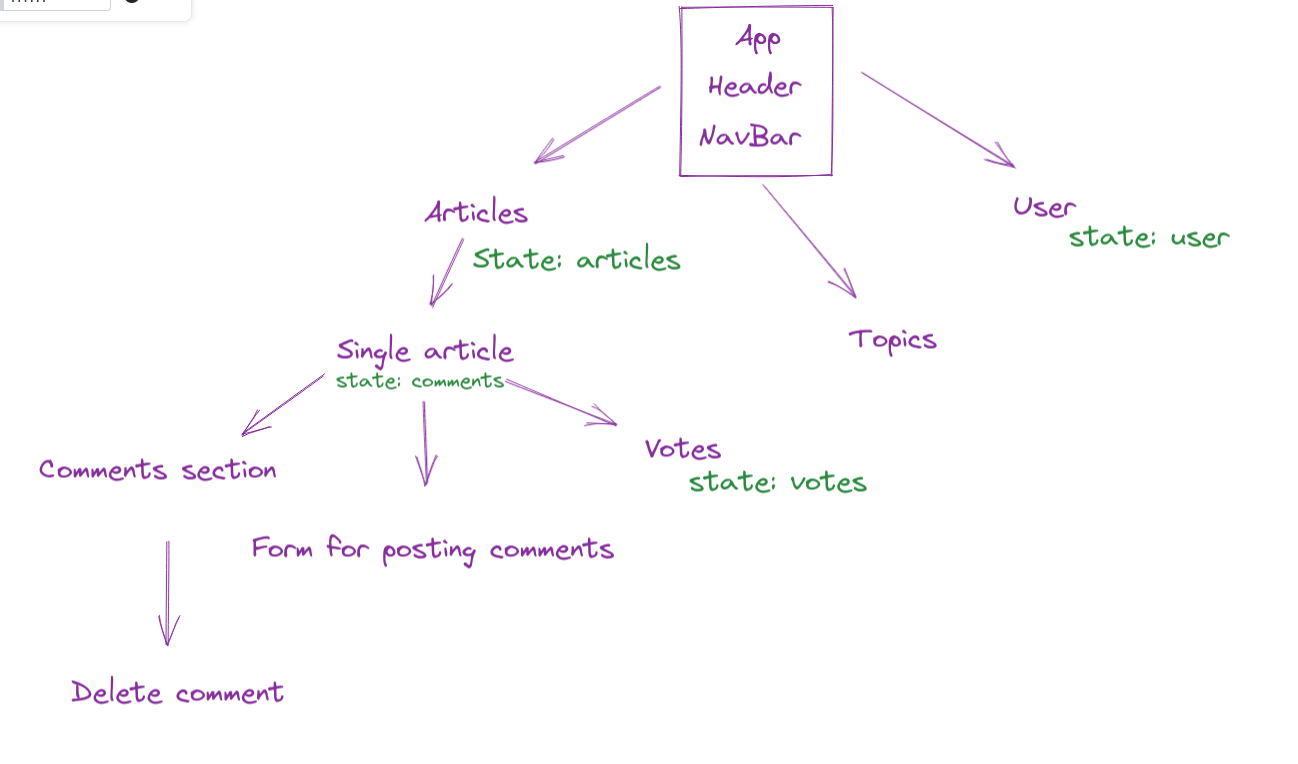 App
Header
NavBar
Articles
State: articles
User
state: user
Topics
Single article
state: comments
Votes
state: votes
Comments section
Form for posting comments
Delete comment